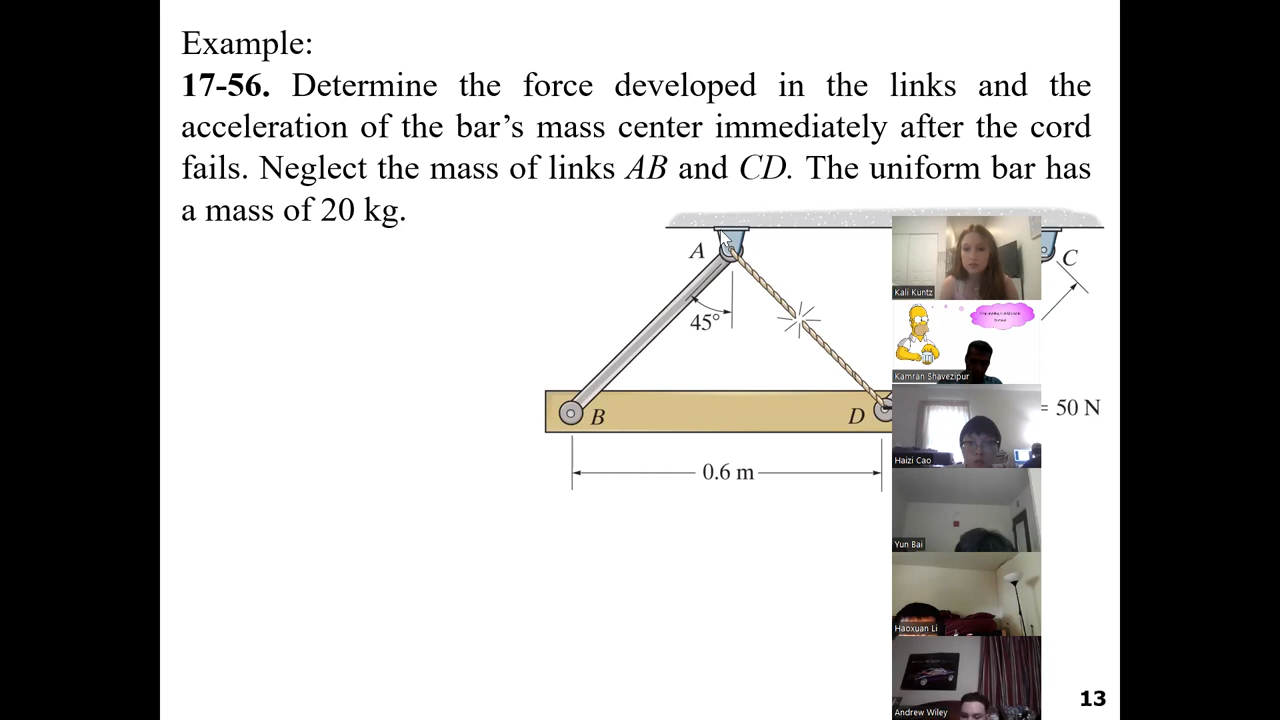 Example:
17-56. Determine the force developed in the links and the
acceleration of the bar's mass center immediately after the cord
fails. Neglect the mass of links AB and CD. The uniform bar has
a mass of 20 kg.
A
C
Kali Kuntz
45°
Kamran Shavezipur
B
D
= 50 N
Haizi Cao
0.6 m
Yun Bai
Haoxuan Li
13
Andrew Wiley